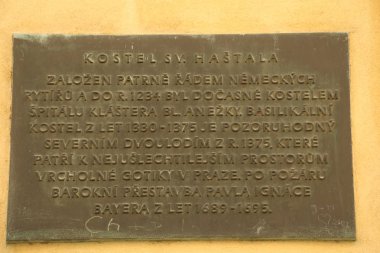 KOSTEL SV. HAŠTALA
ZALOŽEN PATRNĚ ŘÁDEM NĚMECKÝCH
RYTÍŘŮ A DO R. 1234 BYL DOČASNĚ KOSTELEM
ŠPITÁLU KLÁŠTERA BL. ANEŽKY. BASILIKÁLNÍ
KOSTEL Z LET 1330-1375 JE POZORUHODNÝ
SEVERNÍM DVOULODÍM Z R. 1375, KTERÉ
PATŘÍ K NEJUŠLECHTILEJŠÍM PROSTORŮM
VRCHOLNÉ GOTIKY V PRAZE. PO POŽÁRU
BAROKNÍ PŘESTAVBA PAVLA IGNÁCE
BAYERA Z LET 1689-1695.